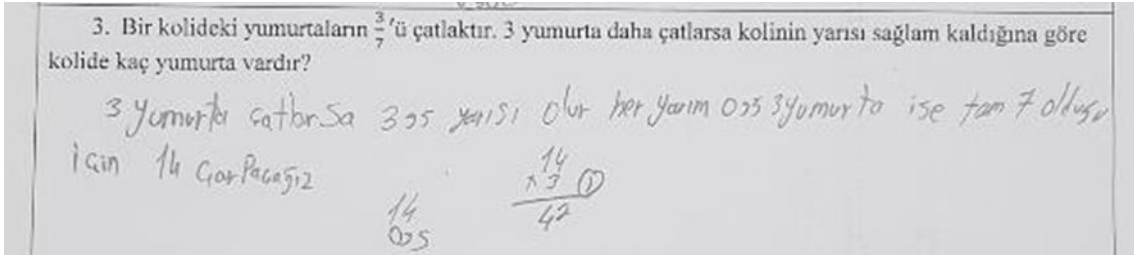 3. Bir kolideki yumurtaların 3/7'ü çatlaktır. 3 yumurta daha çatlarsa kolinin yarısı sağlam kaldığına göre
kolide kaç yumurta vardır?
3 yumurta çatlarsa 3,5 yarısı olur her yarım 0,5 3 yumurta ise tam 7 olduğu
için 14 çarpacağız
14
x 3 1
42
14
0,5